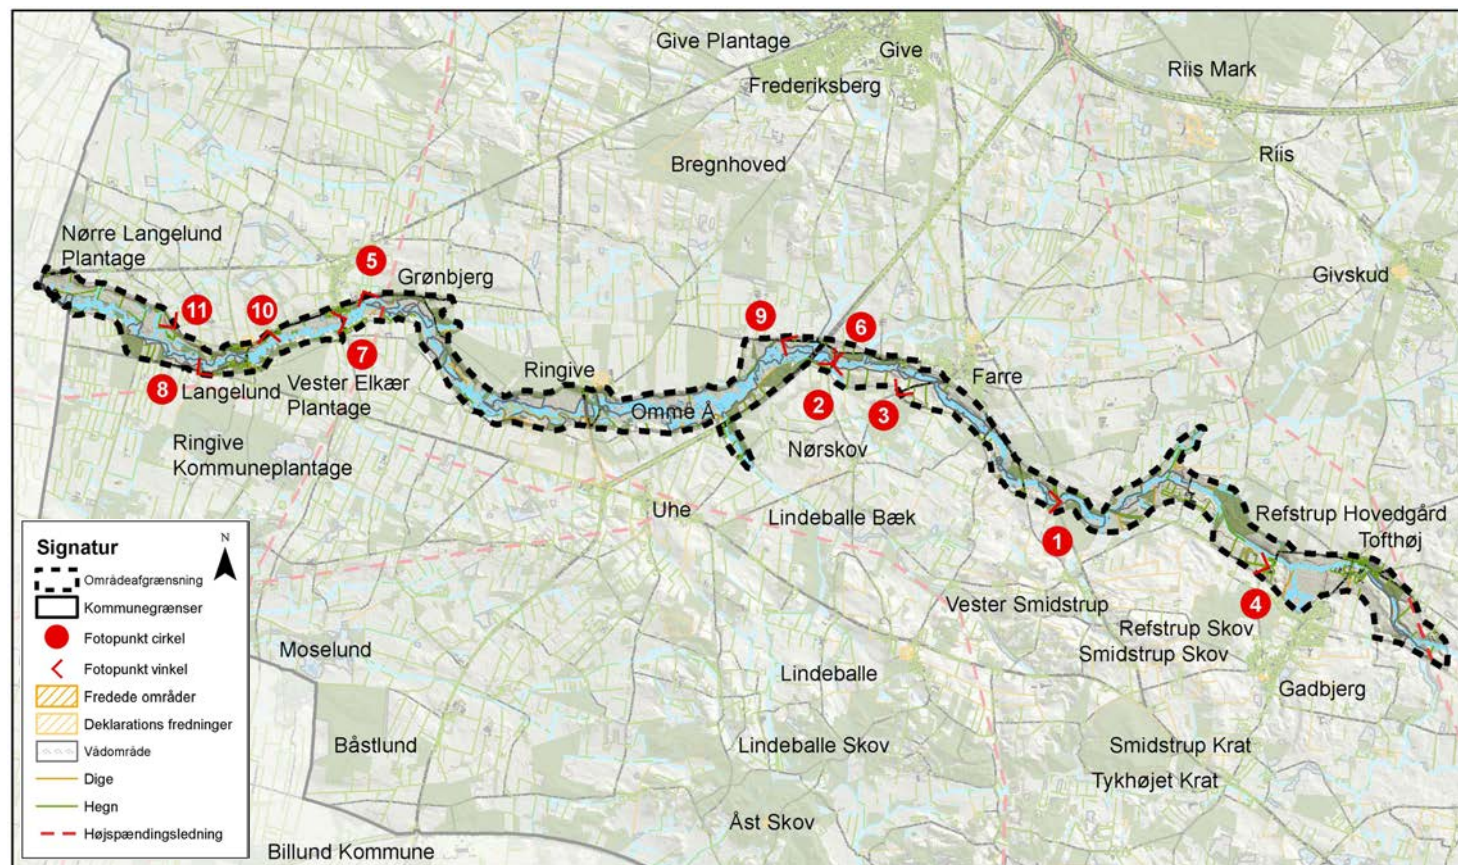 Give Plantage
Give
Frederiksberg
Riis Mark
Bregnhoved
Riis
Nørre Langelund
Plantage
Givskud
5
Grønbjerg
11
10
9
6
7
8
Langelund
Vester Elkær
Plantage
Ringive
Omme Å
2
3
Farre
Ringive
Kommuneplantage
Nørskov
Uhe
Lindeballe Bæk
1
Refstrup Hovedgård
Tofthøj
4
Vester Smidstrup
Refstrup Skov
Smidstrup Skov
Moselund
Lindeballe
Gadbjerg
Båstlund
Lindeballe Skov
Smidstrup Krat
Tykhøjet Krat
Åst Skov
Billund Kommune
Signatur
N
Områdeafgrænsning
Kommunegrænser
Fotopunkt cirkel
Fotopunkt vinkel
Fredede områder
Deklarations fredninger
Vådområde
Dige
Hegn
Højspændingsledning